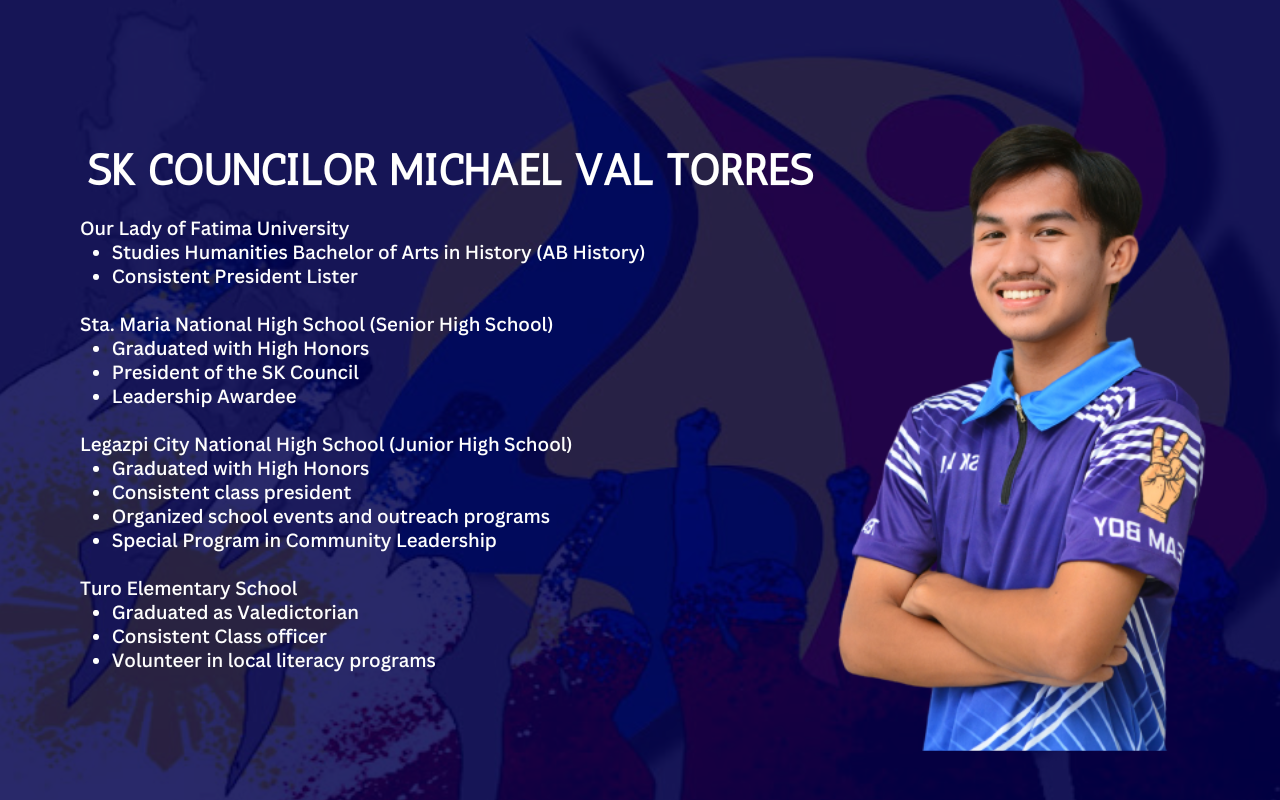 SK COUNCILOR MICHAEL VAL TORRES
Our Lady of Fatima University
• Studies Humanities Bachelor of Arts in History (AB History)
• Consistent President Lister
Sta. Maria National High School (Senior High School)
• Graduated with High Honors
• President of the SK Council
• Leadership Awardee
Legazpi City National High School (Junior High School)
• Graduated with High Honors
• Consistent class president
• Organized school events and outreach programs
• Special Program in Community Leadership
Turo Elementary School
• Graduated as Valedictorian
• Consistent Class officer
• Volunteer in local literacy programs
SK